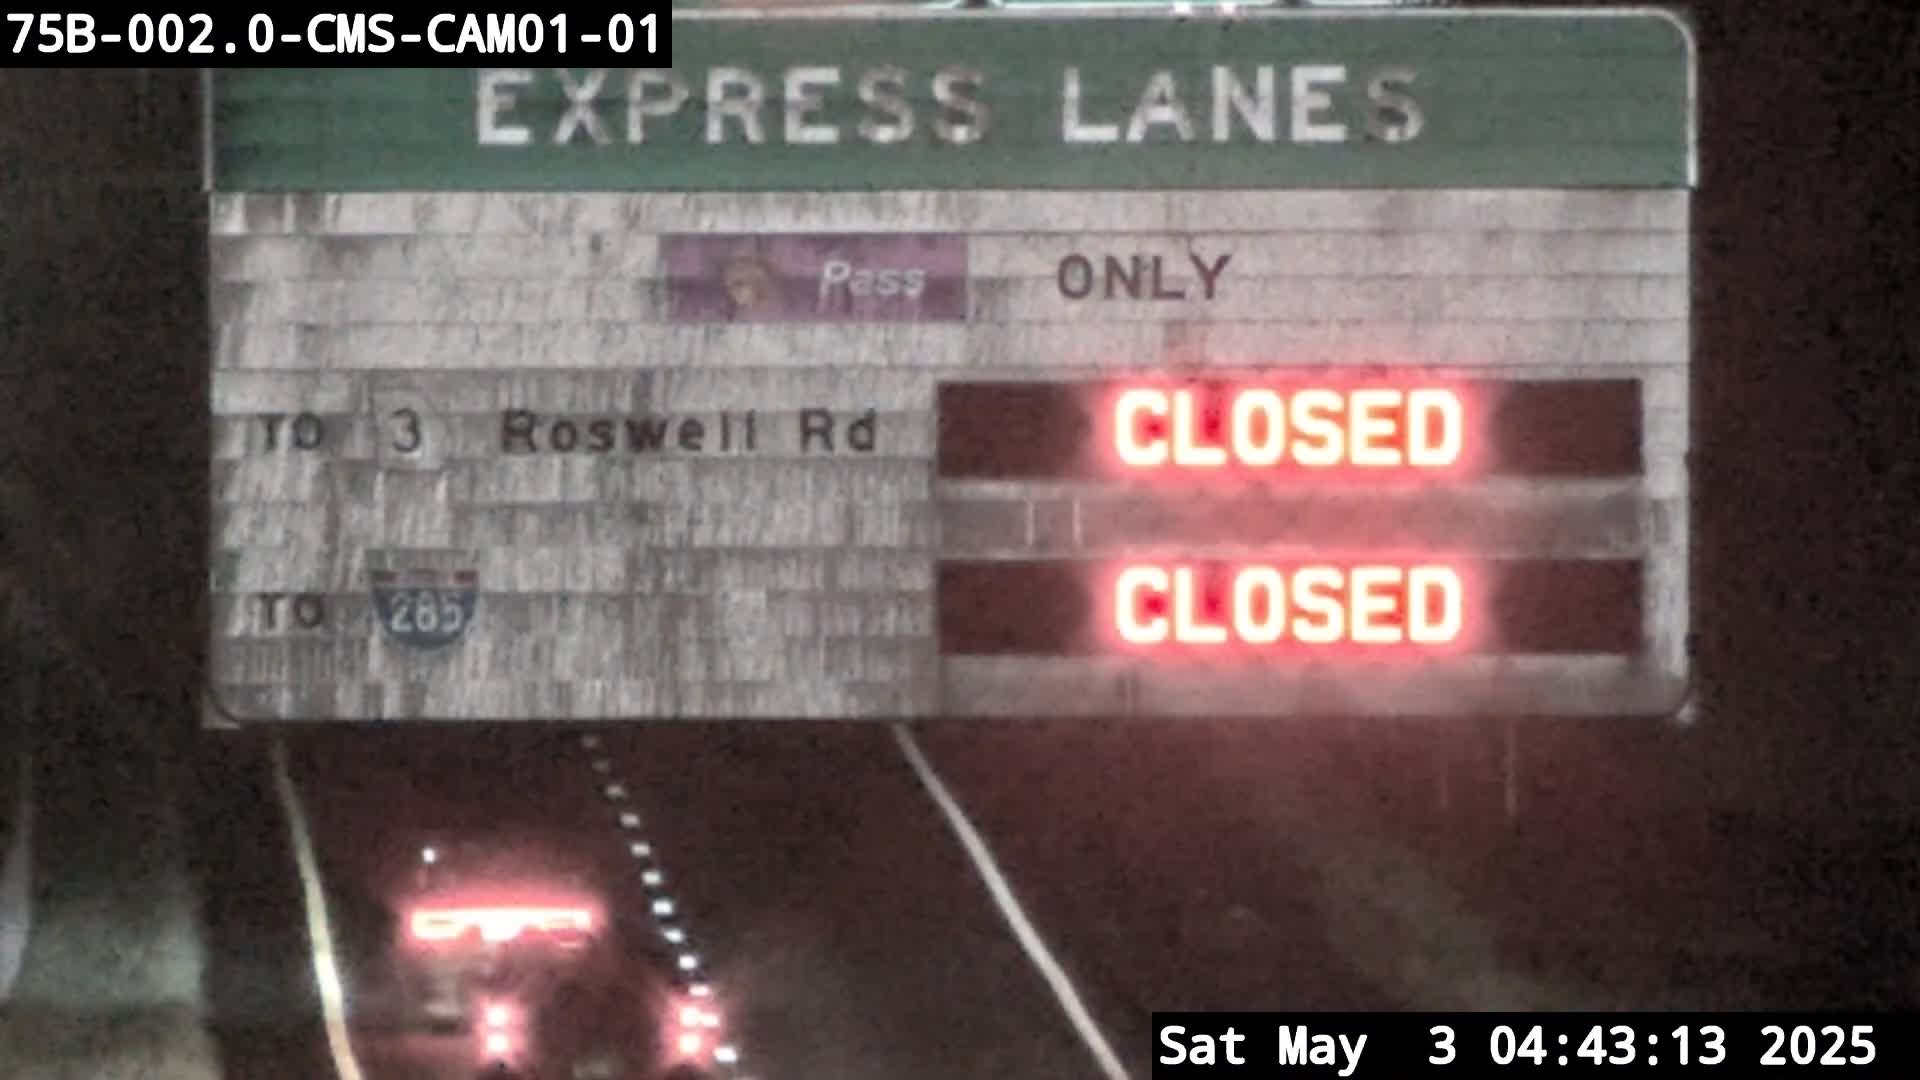 75B-002.0-CMS-CAM01-01
EXPRESS LANES
Pass ONLY
TO 3 Roswell Rd CLOSED
TO 285 CLOSED
Sat May 3 04:43:13 2025